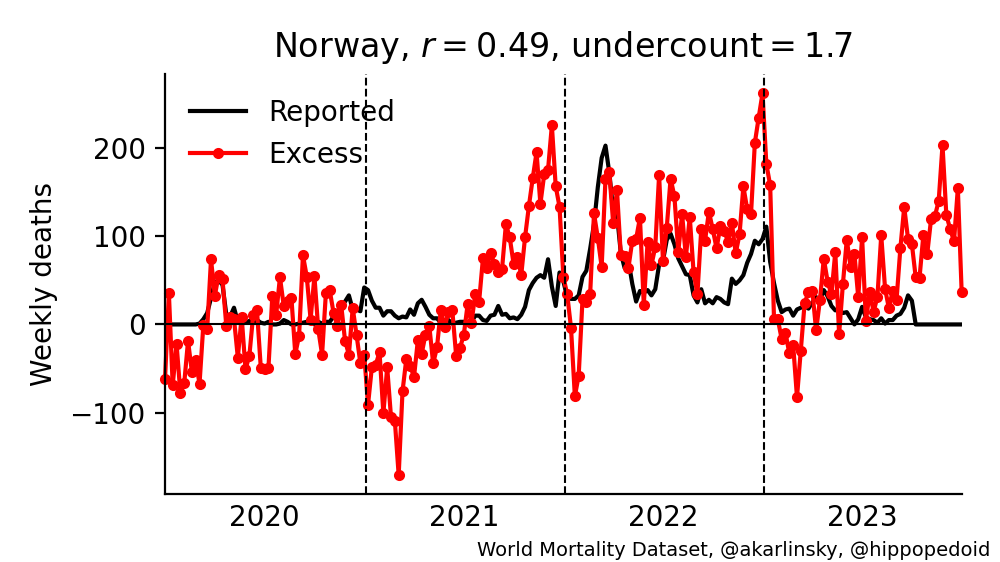 Norway, r = 0.49, undercount = 1.7
Reported
Excess
Weekly deaths
200
100
0
−100
2020 2021 2022 2023
World Mortality Dataset, @akarlinsky, @hippopedoid